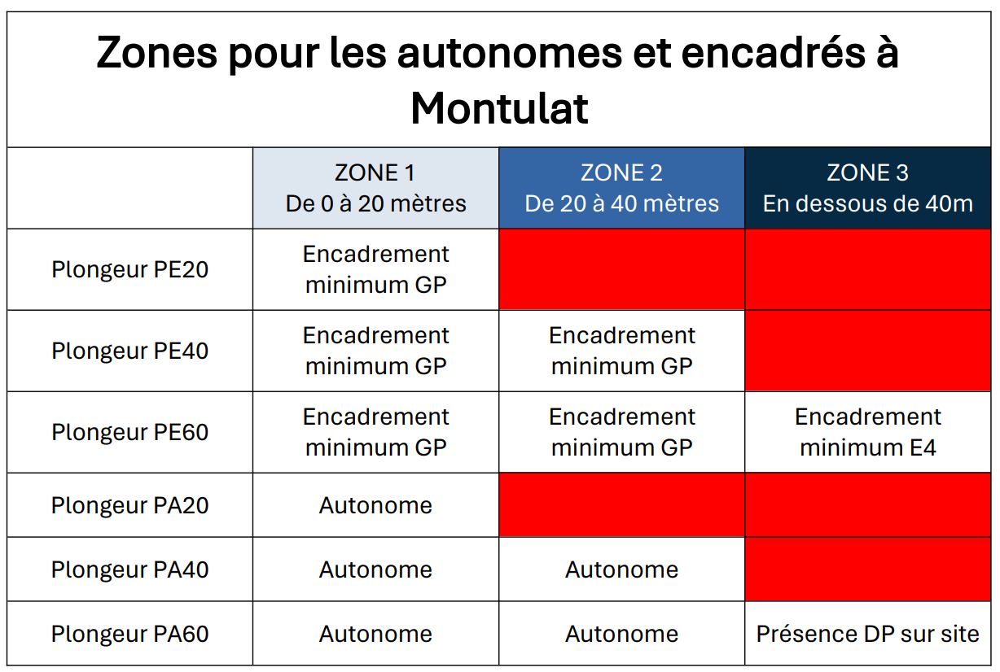 Zones pour les autonomes et encadrés à
Montulat
ZONE 1
De 0 à 20 mètres
ZONE 2
De 20 à 40 mètres
ZONE 3
En dessous de 40m
Plongeur PE20
Encadrement
minimum GP
Plongeur PE40
Encadrement
minimum GP
Encadrement
minimum GP
Plongeur PE60
Encadrement
minimum GP
Encadrement
minimum GP
Encadrement
minimum E4
Plongeur PA20
Autonome
Plongeur PA40
Autonome
Autonome
Plongeur PA60
Autonome
Autonome
Présence DP sur site